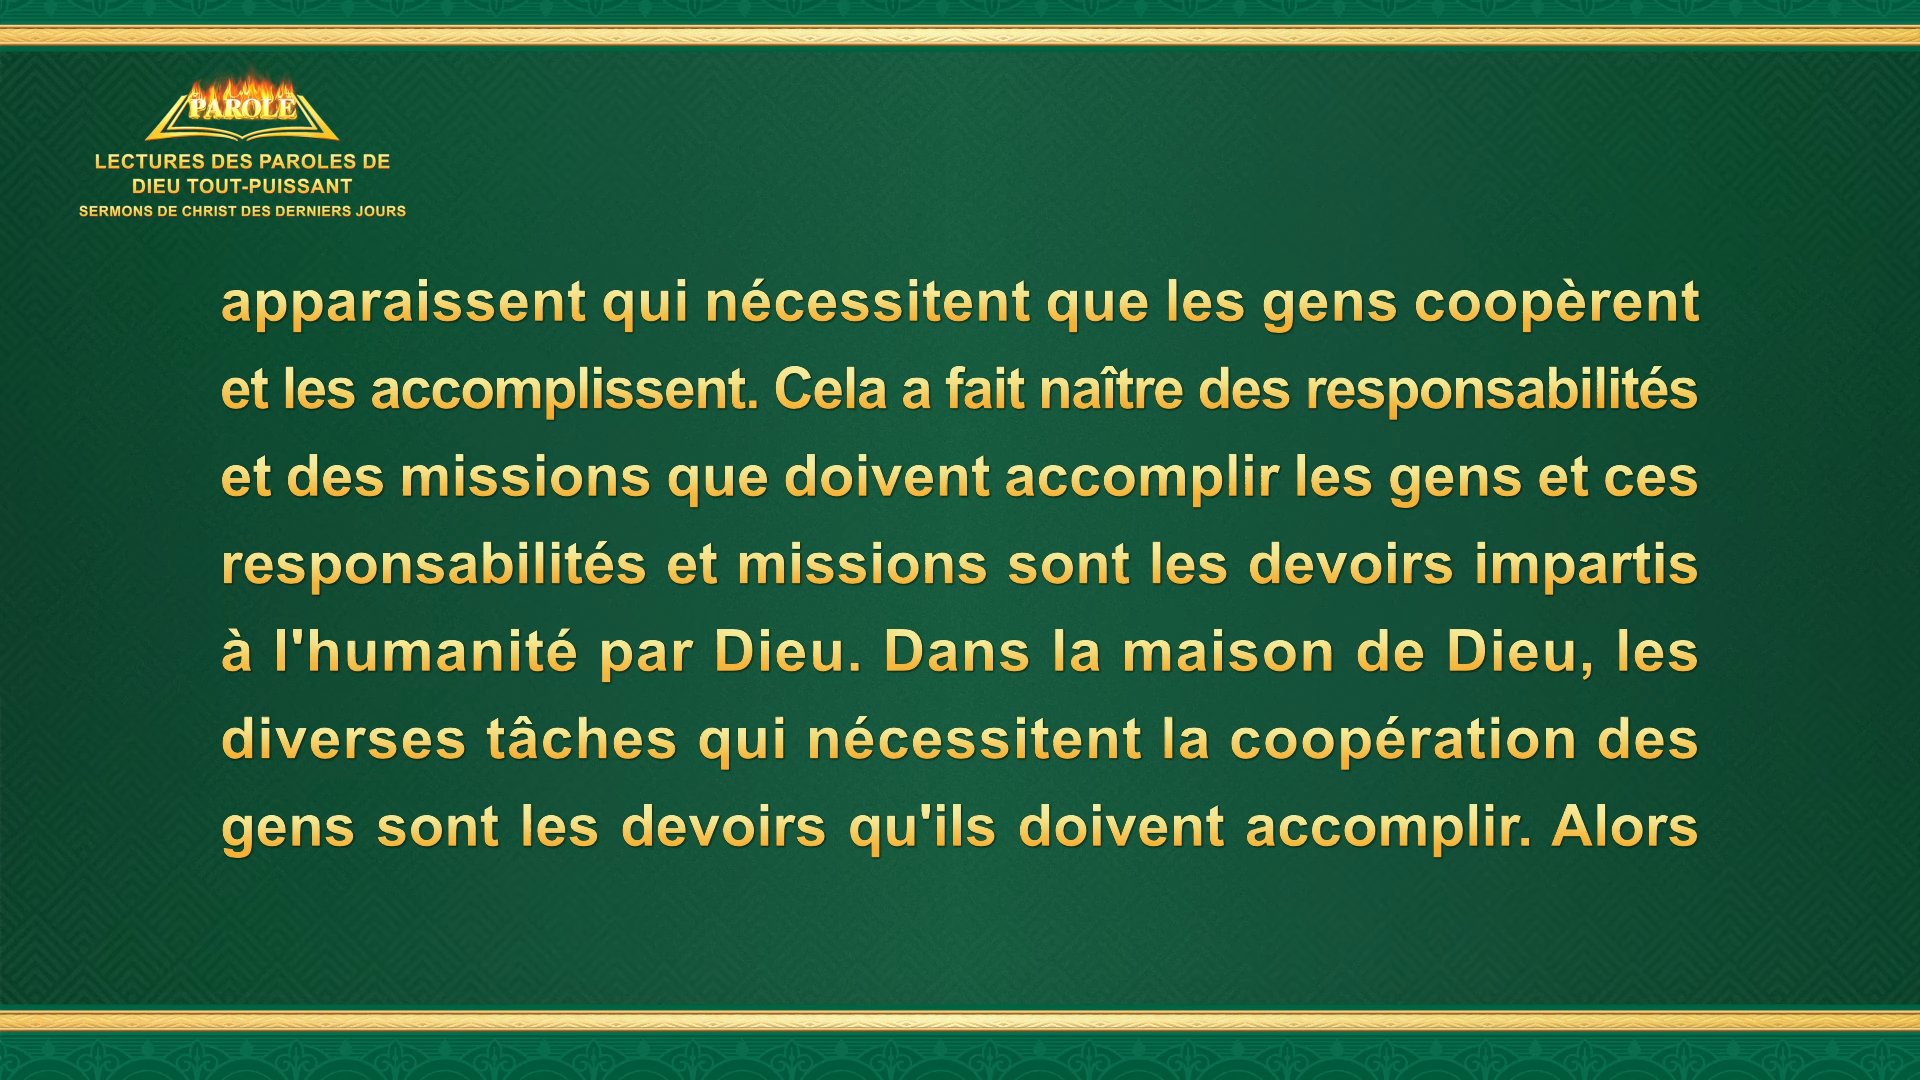 PAROLE
LECTURES DES PAROLES DE
DIEU TOUT-PUISSANT
SERMONS DE CHRIST DES DERNIERS JOURS
apparaissent qui nécessitent que les gens coopèrent
et les accomplissent. Cela a fait naître des responsabilités
et des missions que doivent accomplir les gens et ces
responsabilités et missions sont les devoirs impartis
à l'humanité par Dieu. Dans la maison de Dieu, les
diverses tâches qui nécessitent la coopération des
gens sont les devoirs qu'ils doivent accomplir. Alors